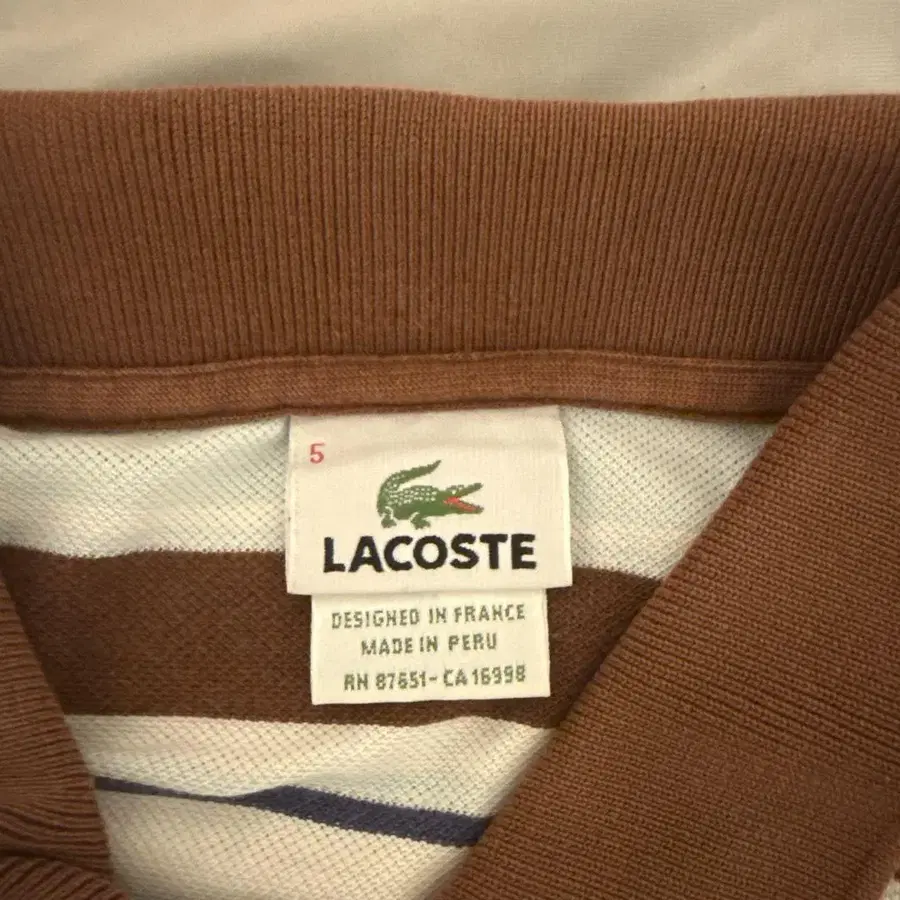 5
LACOSTE
DESIGNED IN FRANCE
MADE IN PERU
RN 87651-CA 16998